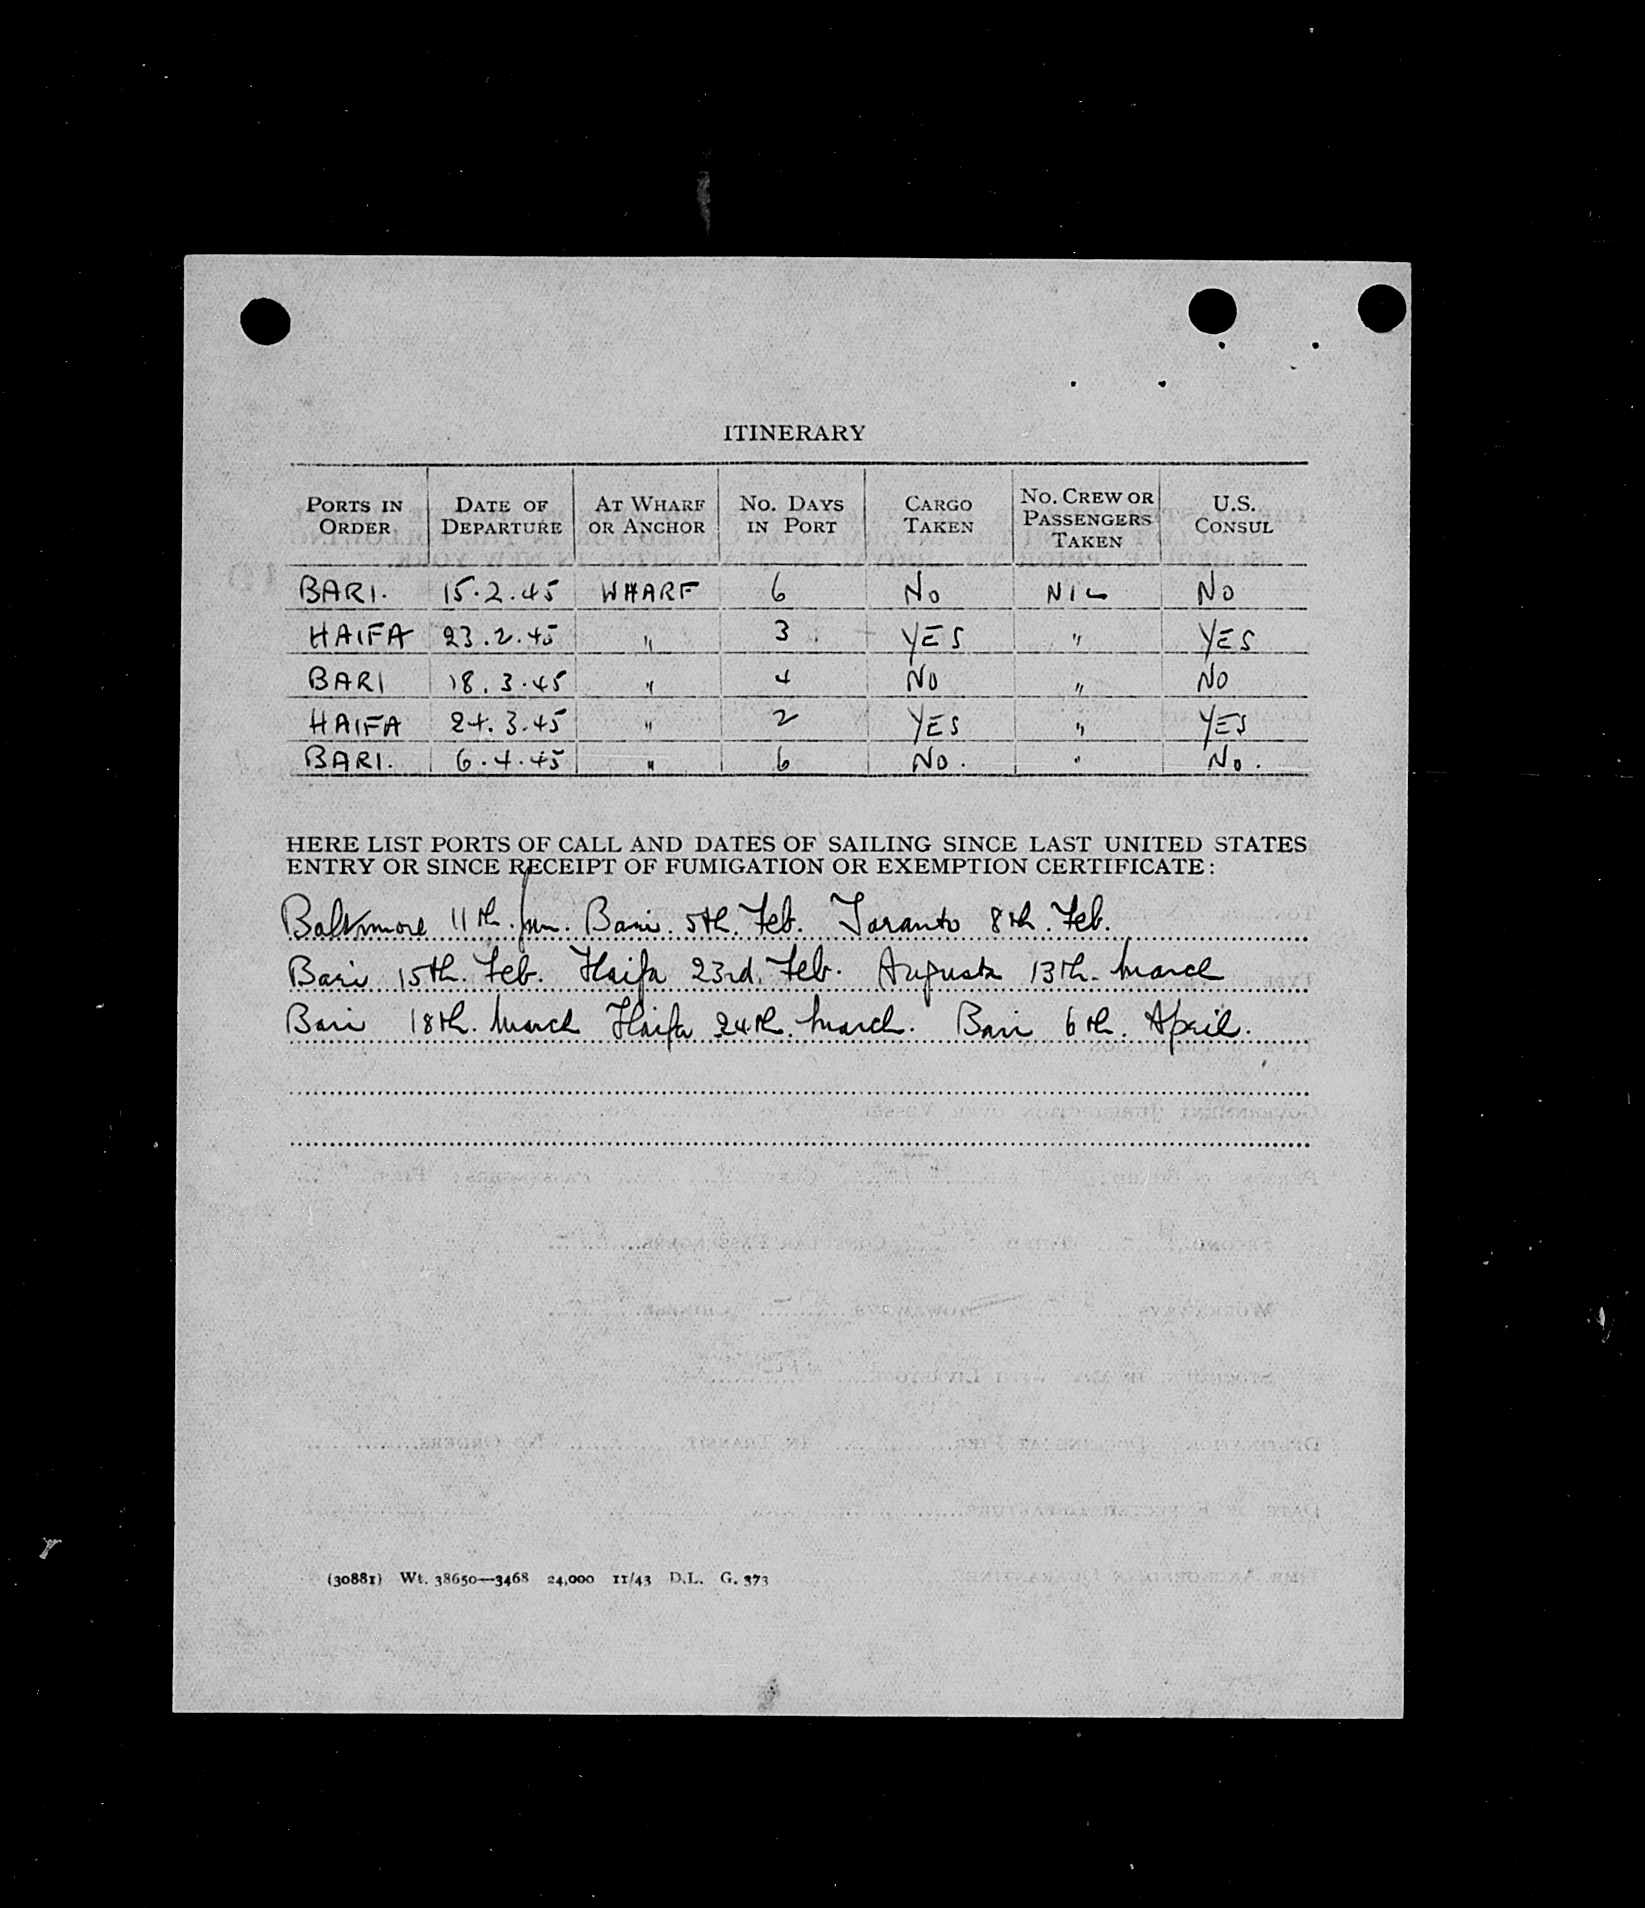 ITINERARY
PORTS IN ORDER DATE OF DEPARTURE AT WHARF OR ANCHOR NO. DAYS IN PORT CARGO TAKEN NO. CREW OR PASSENGERS TAKEN U.S. CONSUL
BARI. 15.2.45 WHARF 6 NO NIL NO
HAIFA 23.2.45 " 3 YES " YES
BARI 18.3.45 " 4 NO " NO
HAIFA 24.3.45 " 2 YES " YES
BARI. 6.4.45 " 6 NO. " NO.
HERE LIST PORTS OF CALL AND DATES OF SAILING SINCE LAST UNITED STATES
ENTRY OR SINCE RECEIPT OF FUMIGATION OR EXEMPTION CERTIFICATE:
Baltimore 11th. Jan. Bari. 5th. Feb. Taranto 8th. Feb.
Bari 15th. Feb. Haifa 23rd. Feb. Augusta 13th. March
Bari 18th. March Haifa 24th. March. Bari 6th. April.
(30881) Wt. 38650—3468 24,000 11/43 D.L. G. 373